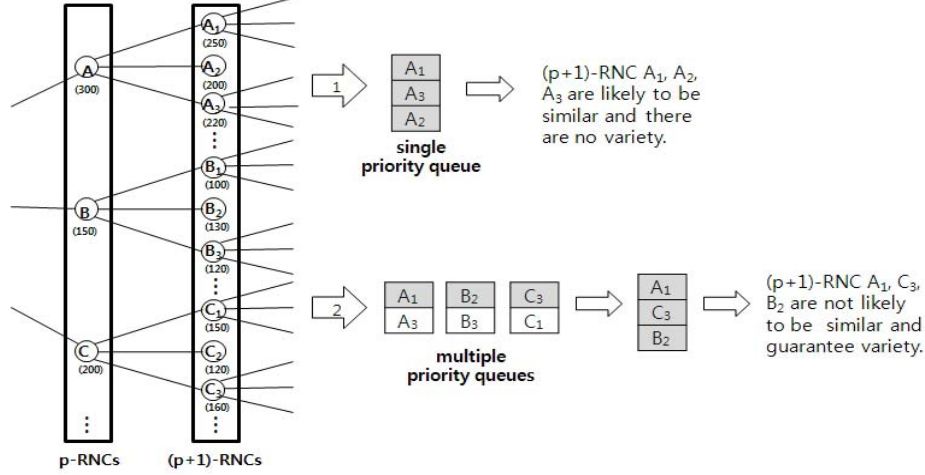 A
(300)
B
(150)
C
(200)
⋮
p-RNCs
A₁
(250)
A₂
(200)
A₃
(220)
⋮
B₁
(100)
B₂
(130)
B₃
(120)
⋮
C₁
(150)
C₂
(120)
C₃
(160)
⋮
(p+1)-RNCs
1
A₁
A₃
A₂
single
priority queue
(p+1)-RNC A₁, A₂,
A₃ are likely to be
similar and there
are no variety.
2
A₁
A₃
B₂
B₃
C₃
C₁
multiple
priority queues
A₁
C₃
B₂
(p+1)-RNC A₁, C₃,
B₂ are not likely
to be similar and
guarantee variety.